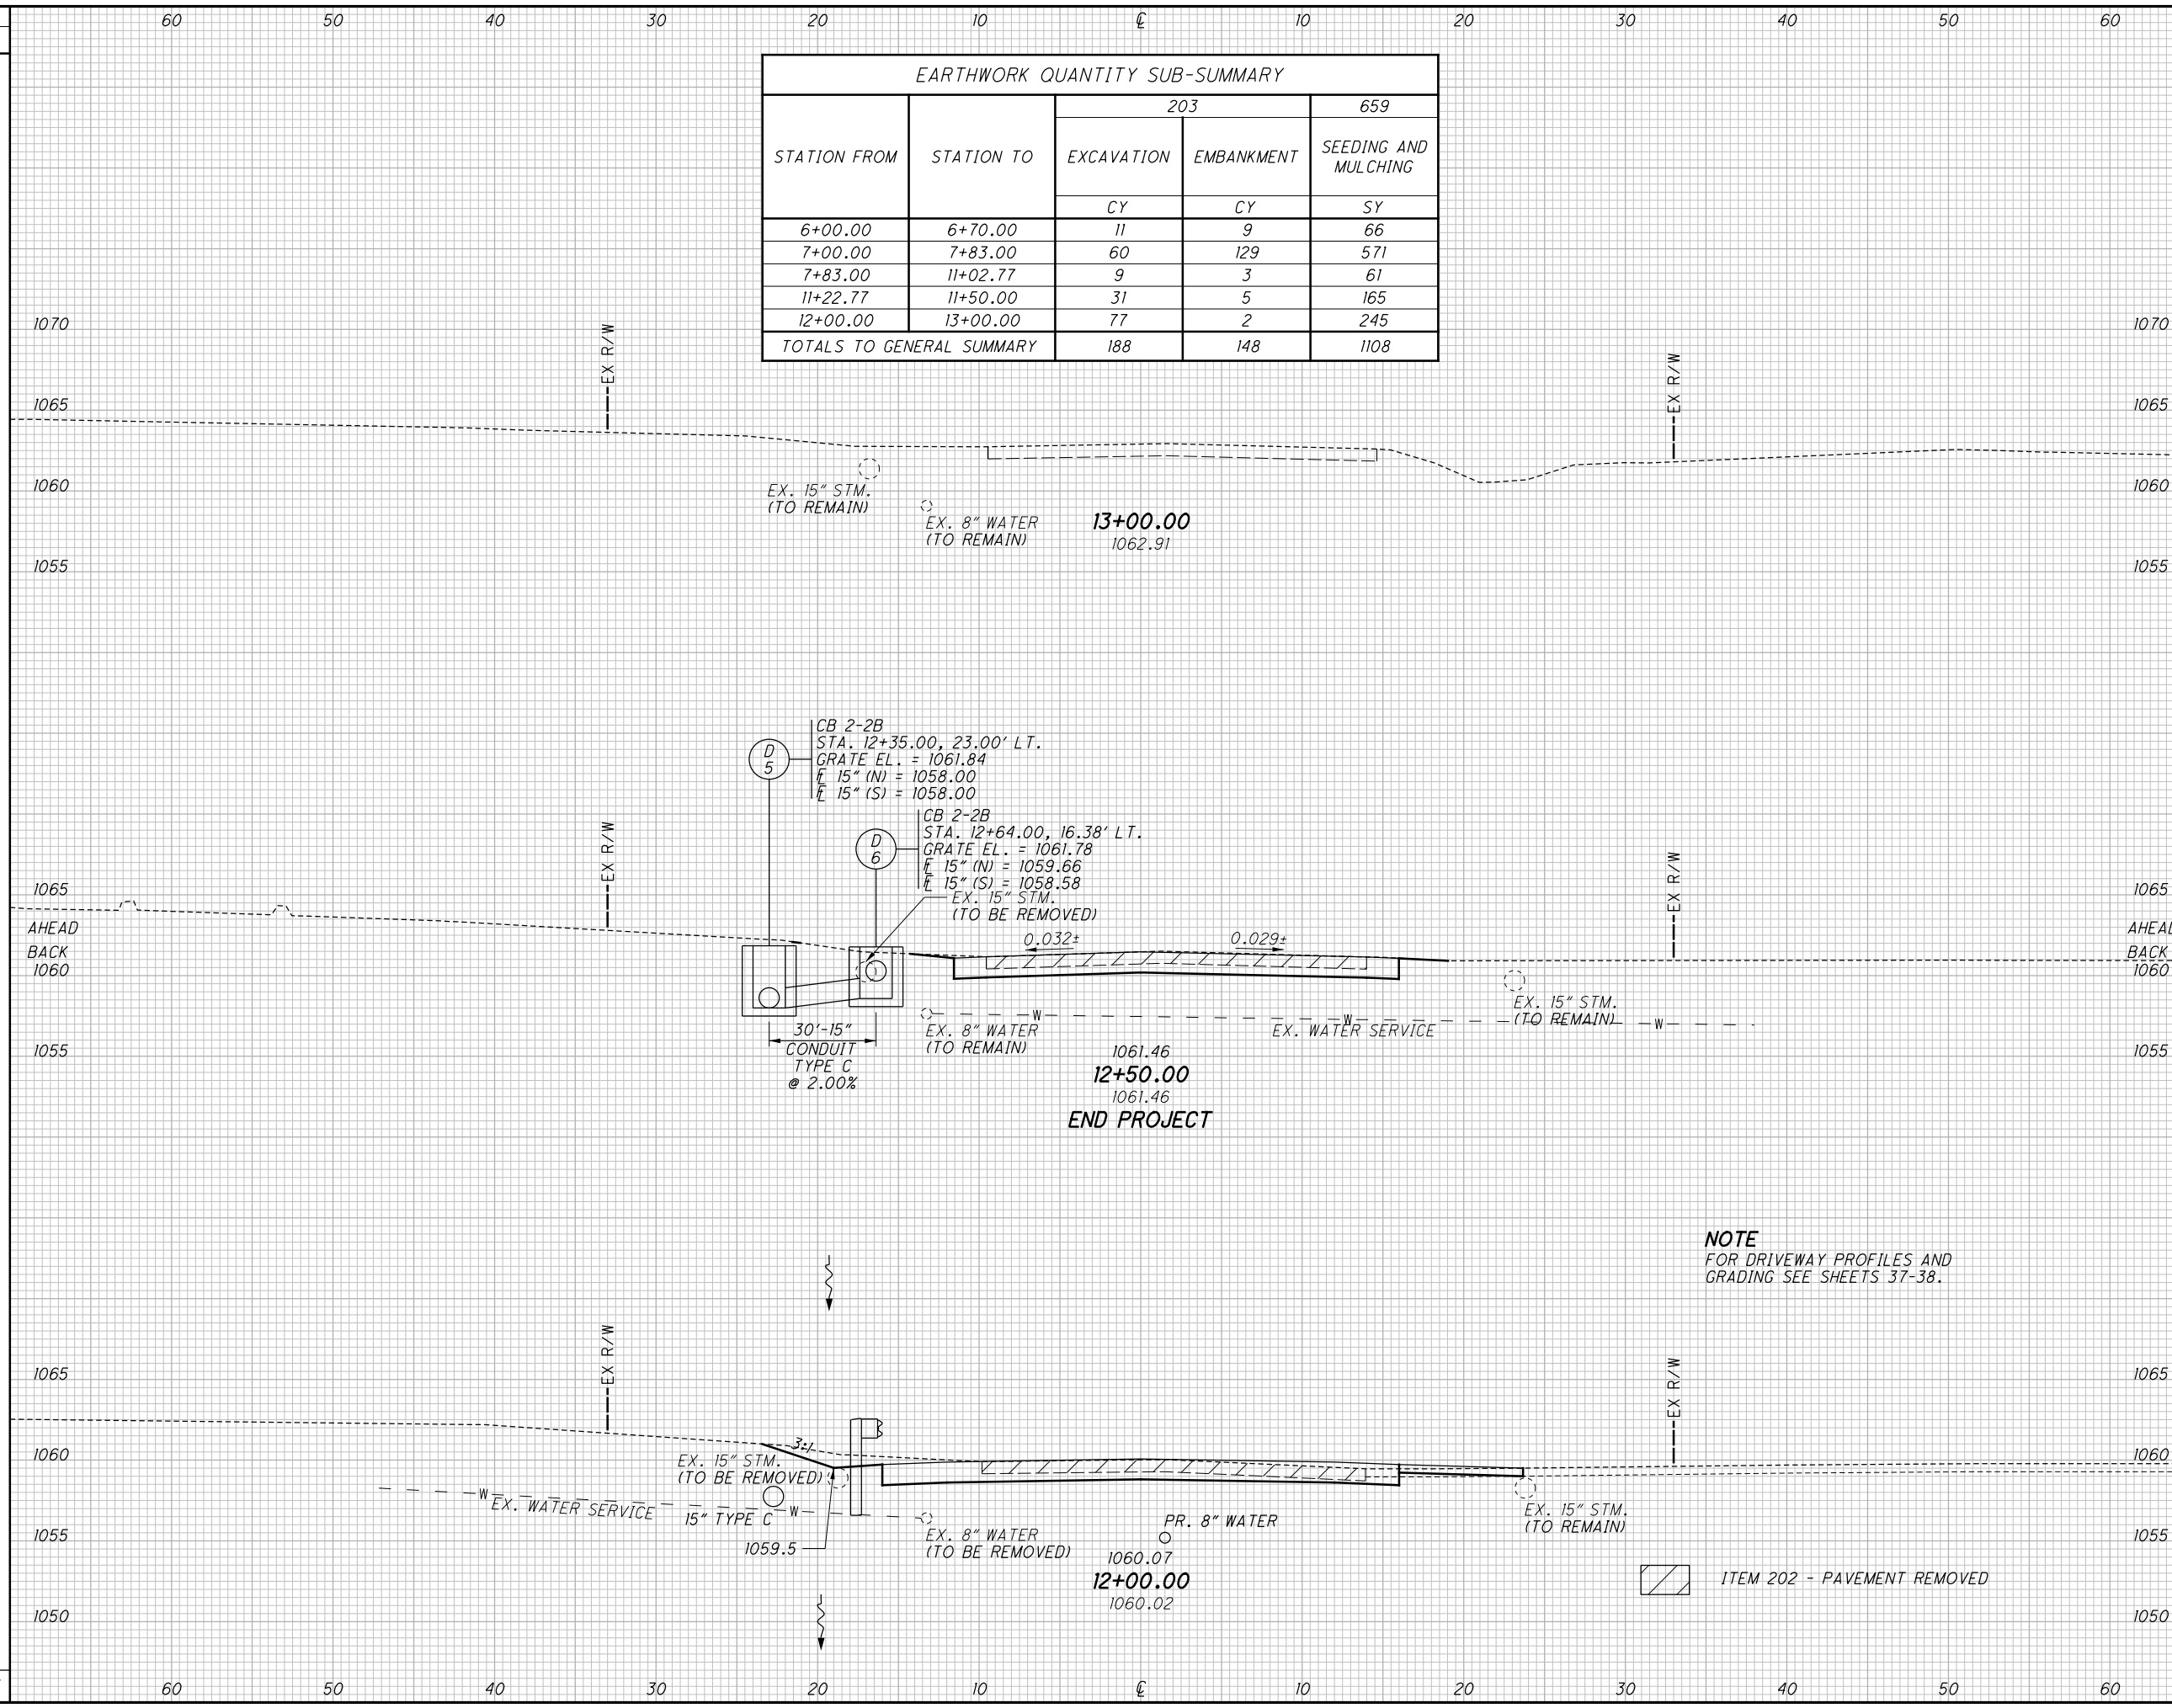 60 50 40 30 20 10 ℄ 10 20 30 40 50 60
EARTHWORK QUANTITY SUB-SUMMARY
203 659
STATION FROM STATION TO EXCAVATION EMBANKMENT SEEDING AND
MULCHING
CY CY SY
6+00.00 6+70.00 11 9 66
7+00.00 7+83.00 60 129 571
7+83.00 11+02.77 9 3 61
11+22.77 11+50.00 31 5 165
12+00.00 13+00.00 77 2 245
TOTALS TO GENERAL SUMMARY 188 148 1108
1070 1070
EX R/W EX R/W
1065 1065
1060 1060
EX. 15" STM.
(TO REMAIN)
EX. 8" WATER
(TO REMAIN)
13+00.00
1062.91
1055 1055
D
5
CB 2-2B
STA. 12+35.00, 23.00' LT.
GRATE EL. = 1061.84
℄ 15" (N) = 1058.00
℄ 15" (S) = 1058.00
D
6
CB 2-2B
STA. 12+64.00, 16.38' LT.
GRATE EL. = 1061.78
℄ 15" (N) = 1059.66
℄ 15" (S) = 1058.58
EX. 15" STM.
(TO BE REMOVED)
EX R/W EX R/W
1065 1065
AHEAD AHEAD
BACK BACK
0.032± 0.029±
1060 1060
EX. 15" STM.
(TO REMAIN)
W W W
EX. 8" WATER
(TO REMAIN)
EX. WATER SERVICE
30'-15"
CONDUIT
TYPE C
@ 2.00%
1055 1055
1061.46
12+50.00
1061.46
END PROJECT
NOTE
FOR DRIVEWAY PROFILES AND
GRADING SEE SHEETS 37-38.
EX R/W EX R/W
1065 1065
3:1
1060 1060
EX. 15" STM.
(TO BE REMOVED)
W W
EX. WATER SERVICE
15" TYPE C
1059.5
EX. 8" WATER
(TO BE REMOVED)
PR. 8" WATER
EX. 15" STM.
(TO REMAIN)
1055 1055
1060.07
12+00.00
1060.02
ITEM 202 - PAVEMENT REMOVED
1050 1050
60 50 40 30 20 10 ℄ 10 20 30 40 50 60